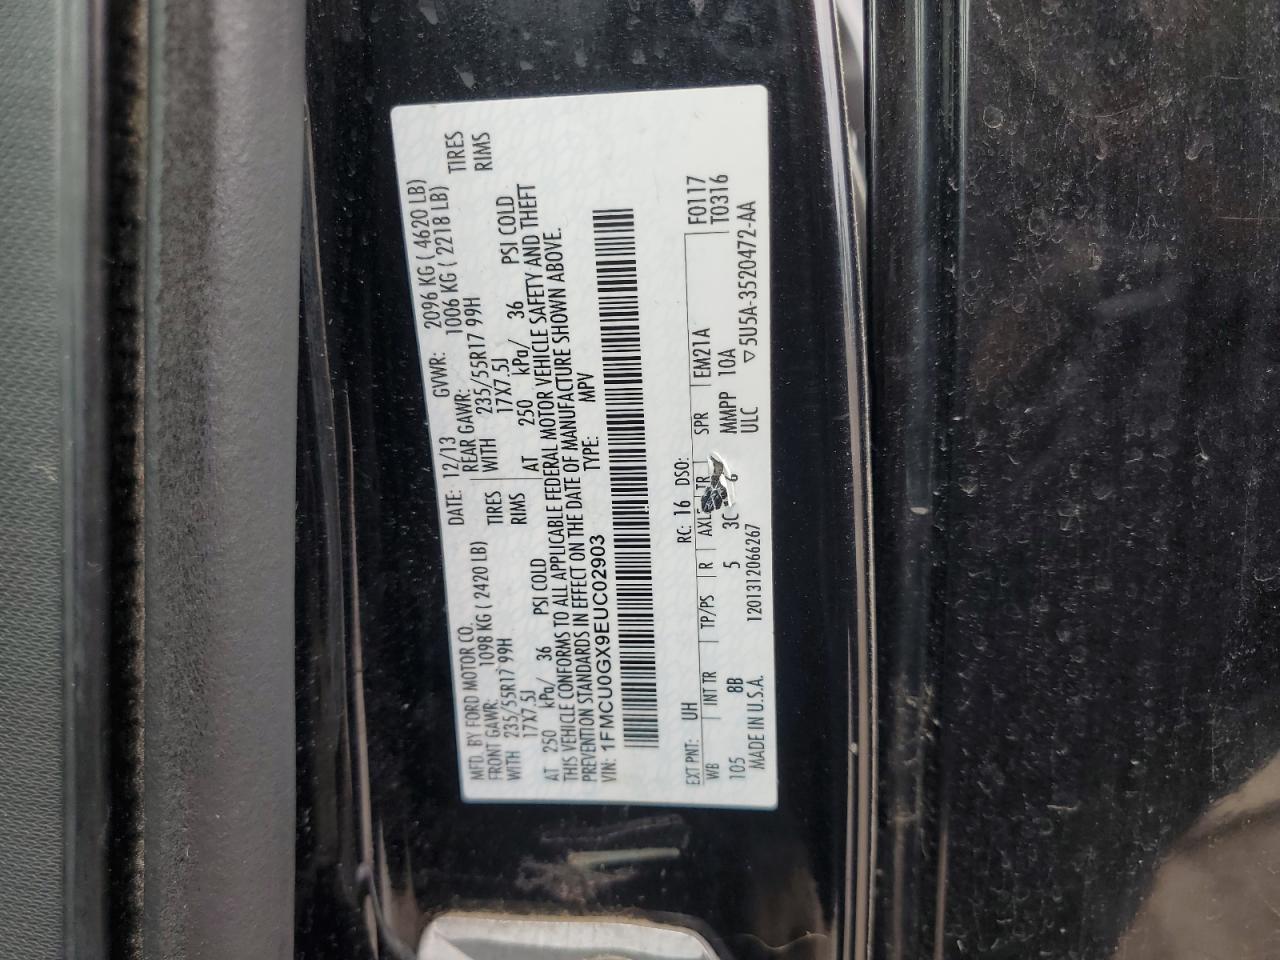 MFD. BY FORD MOTOR CO. DATE: 12/13 GVWR: 2096 KG ( 4620 LB)
FRONT GAWR: 1098 KG ( 2420 LB) REAR GAWR: 1006 KG ( 2218 LB)
WITH 235/55R17 99H TIRES WITH 235/55R17 99H TIRES
17X7.5J RIMS 17X7.5J RIMS
AT 250 kPa/ 36 PSI COLD AT 250 kPa/ 36 PSI COLD
THIS VEHICLE CONFORMS TO ALL APPLICABLE FEDERAL MOTOR VEHICLE SAFETY AND THEFT
PREVENTION STANDARDS IN EFFECT ON THE DATE OF MANUFACTURE SHOWN ABOVE.
VIN: 1FMCU0GX9EUC02903 TYPE: MPV
EXT PNT: UH RC: 16 DSO: F0117
WB INT TR TP/PS R AXLE TR SPR EM21A T0316
105 8B 5 3C 6 MMPP 10A
MADE IN U.S.A. 1201312066267 ULC ▽5U5A-3520472-AA